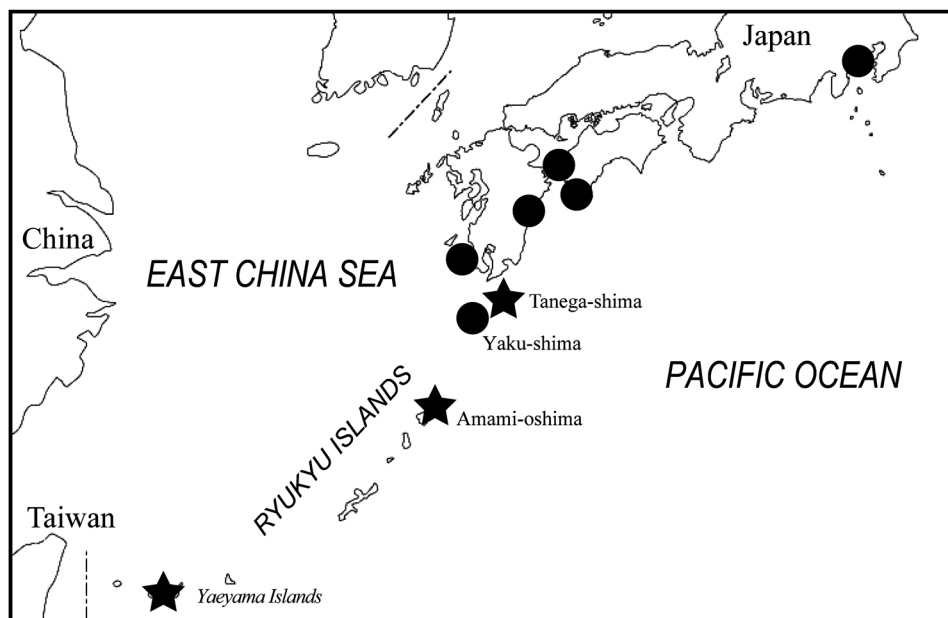 Japan
China
EAST CHINA SEA
Tanega-shima
Yaku-shima
PACIFIC OCEAN
RYUKYU ISLANDS
Amami-oshima
Taiwan
Yaeyama Islands